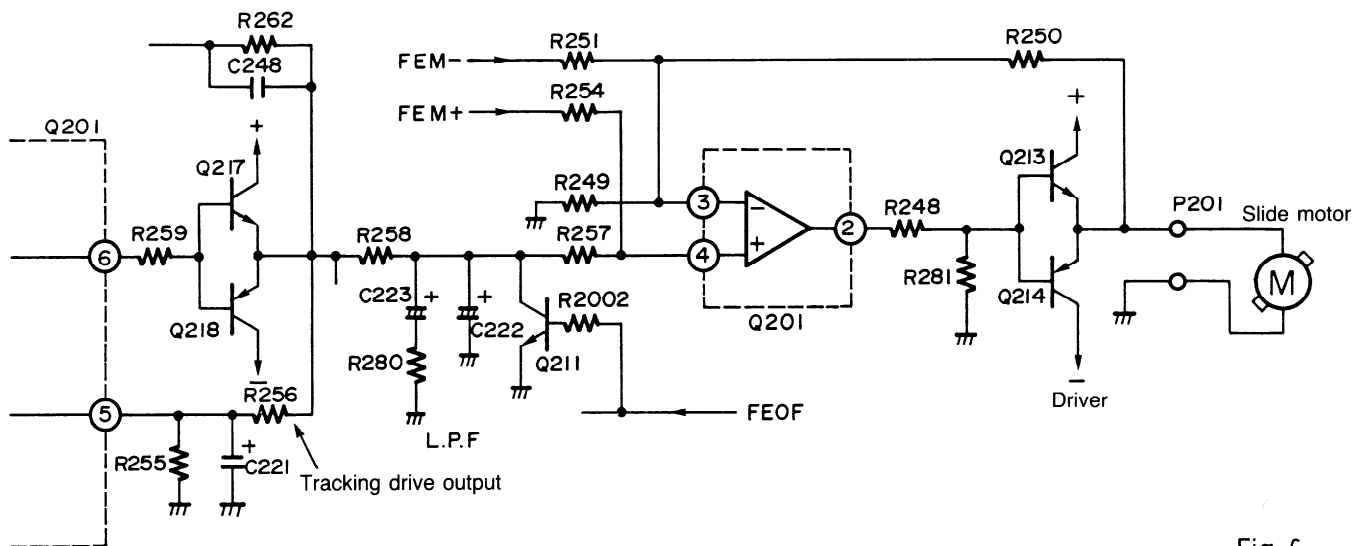 R262
C248
FEM−
R251
R250
FEM+
R254
Q201
+
Q217
+
Q213
R249
3
−
R259
6
R258
R257
4
+
2
R248
P201
Slide motor
M
R281
C223
+
+
C222
R2002
Q211
Q201
Q214
Q218
−
R280
R256
5
FEOF
−
Driver
L.P.F
R255
+
C221
Tracking drive output